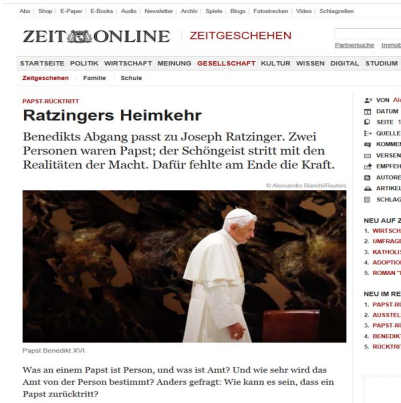 Abo Shop E-Paper E-Books Audio Newsletter Archiv Spiele Blogs Fotostrecken Video Schlagzeilen
ZEIT ONLINE ZEITGESCHEHEN
Partnersuche Immob
STARTSEITE POLITIK WIRTSCHAFT MEINUNG GESELLSCHAFT KULTUR WISSEN DIGITAL STUDIUM
Zeitgeschehen Familie Schule
PAPST-RÜCKTRITT
Ratzingers Heimkehr
Benedikts Abgang passt zu Joseph Ratzinger. Zwei
Personen waren Papst; der Schöngeist stritt mit den
Realitäten der Macht. Dafür fehlte am Ende die Kraft.
© Alessandro Bianchi/Reuters
Papst Benedikt XVI.
Was an einem Papst ist Person, und was ist Amt? Und wie sehr wird das
Amt von der Person bestimmt? Anders gefragt: Wie kann es sein, dass ein
Papst zurücktritt?
VON Al
DATUM
SEITE 1
QUELLE
KOMMEN
VERSEN
EMPFEH
AUTORE
ARTIKEL
SCHLAG
NEU AUF Z
1. WIRTSCH
2. UMFRAGE
3. KATHOLIS
4. ADOPTIO
5. ROMAN "
NEU IM RE
1. PAPST-RÜ
2. AUSSTEL
3. PAPST-RÜ
4. BENEDIK
5. RÜCKTRI